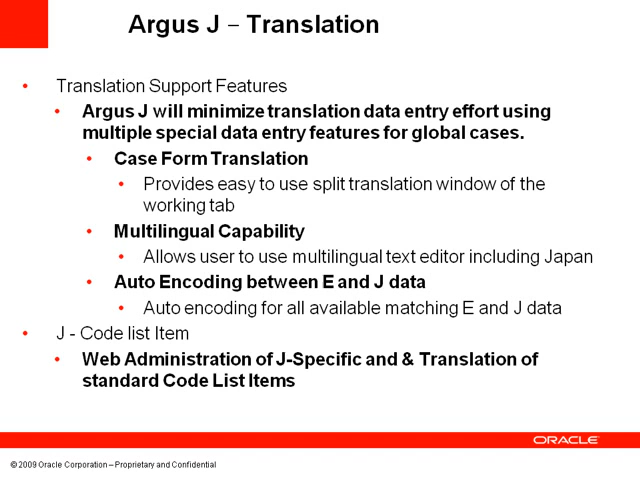 Argus J – Translation
• Translation Support Features
• Argus J will minimize translation data entry effort using
multiple special data entry features for global cases.
• Case Form Translation
• Provides easy to use split translation window of the
working tab
• Multilingual Capability
• Allows user to use multilingual text editor including Japan
• Auto Encoding between E and J data
• Auto encoding for all available matching E and J data
• J - Code list Item
• Web Administration of J-Specific and & Translation of
standard Code List Items
ORACLE
© 2009 Oracle Corporation – Proprietary and Confidential